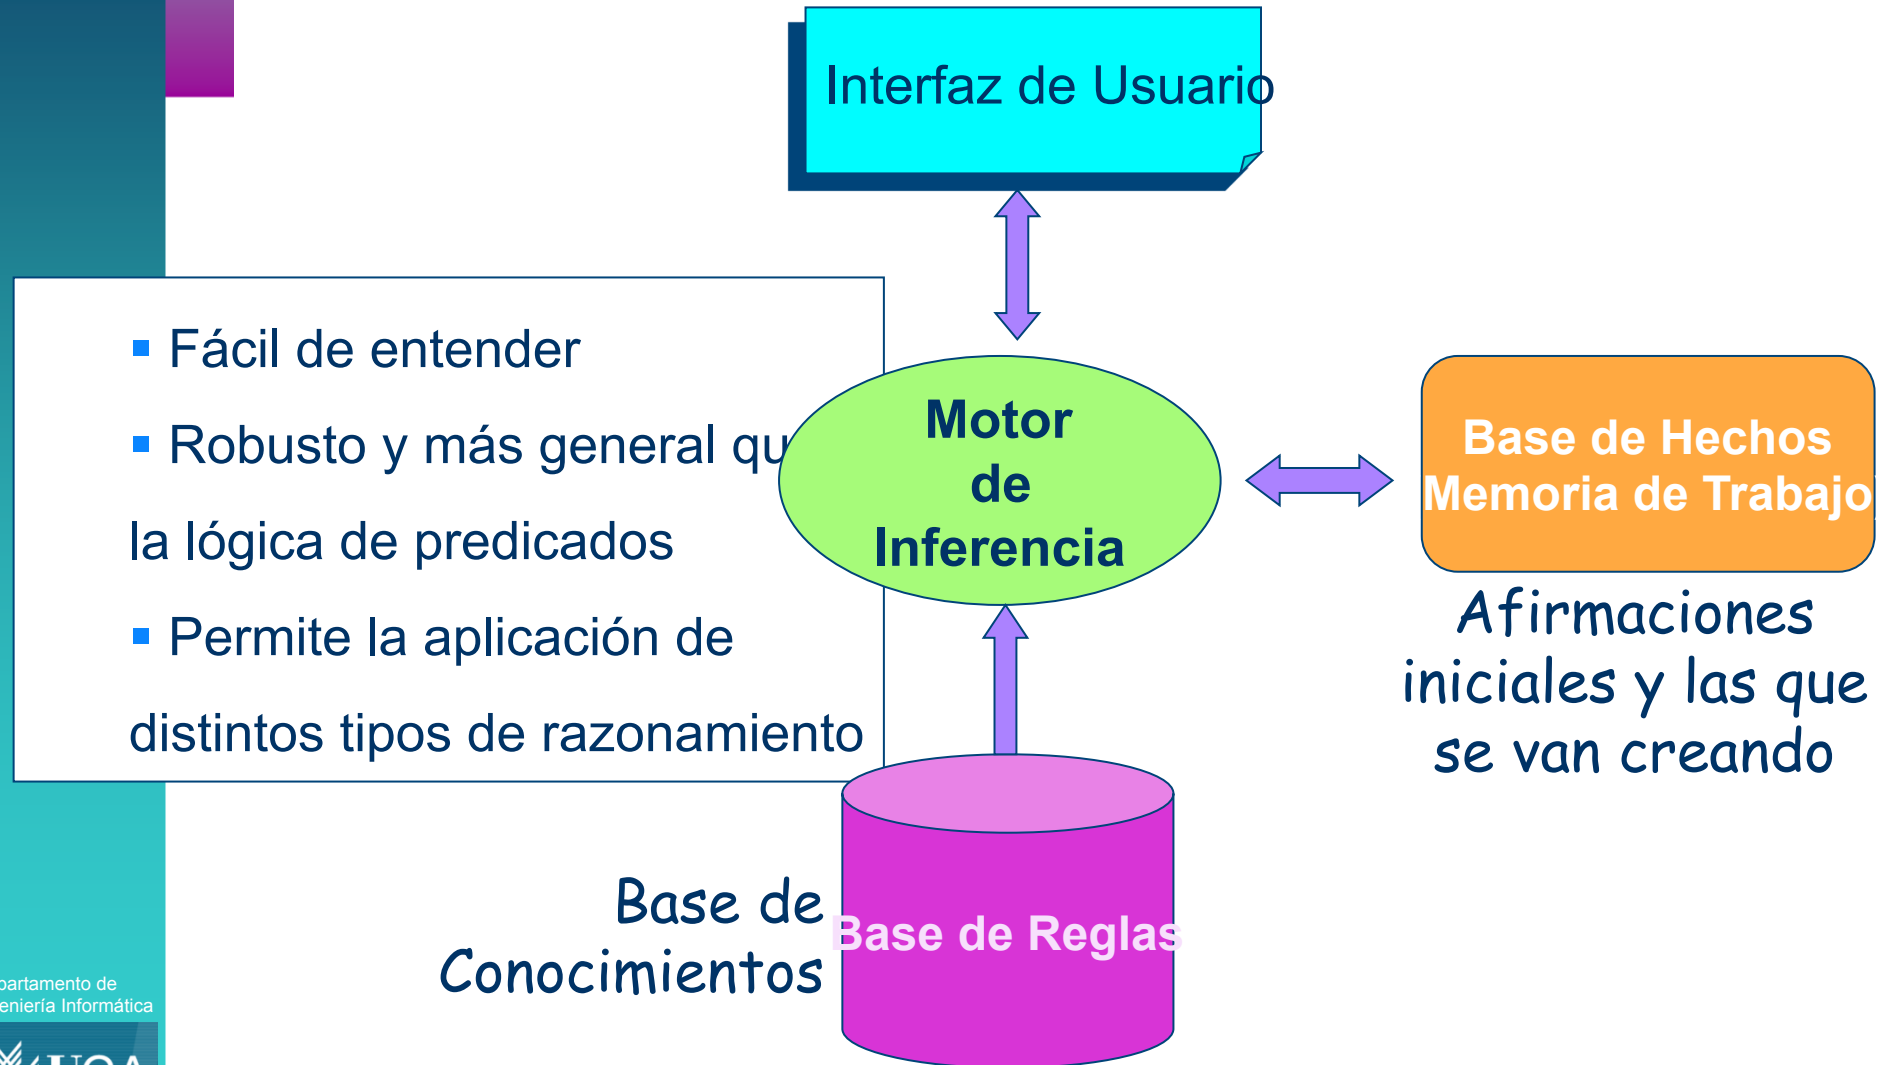 Interfaz de Usuario
Fácil de entender
Robusto y más general qu
la lógica de predicados
Permite la aplicación de
distintos tipos de razonamiento
Motor
de
Inferencia
Base de Hechos
Memoria de Trabajo
Afirmaciones
iniciales y las que
se van creando
Base de
Conocimientos
Base de Reglas
partamento de
eniería Informática